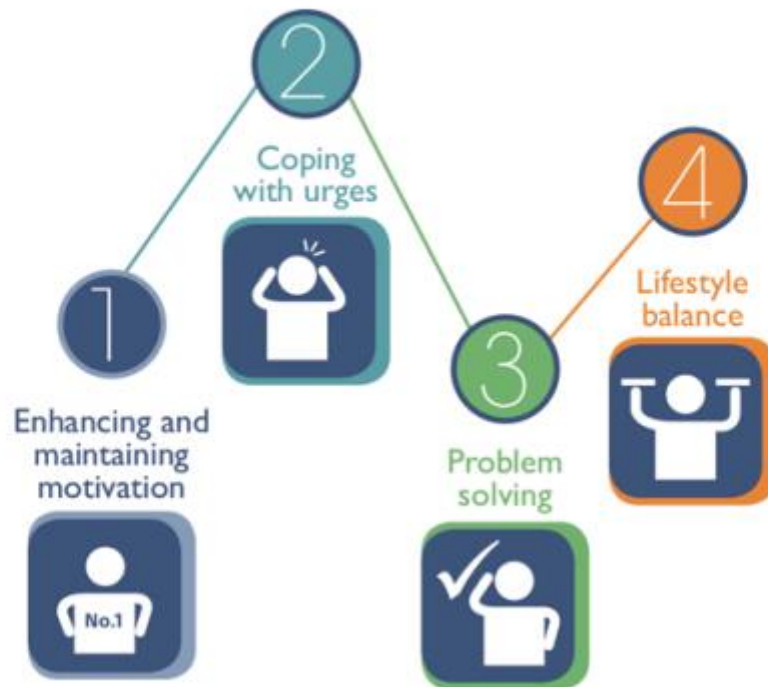 1
Enhancing and
maintaining
motivation
No.1
2
Coping
with urges
3
Problem
solving
4
Lifestyle
balance